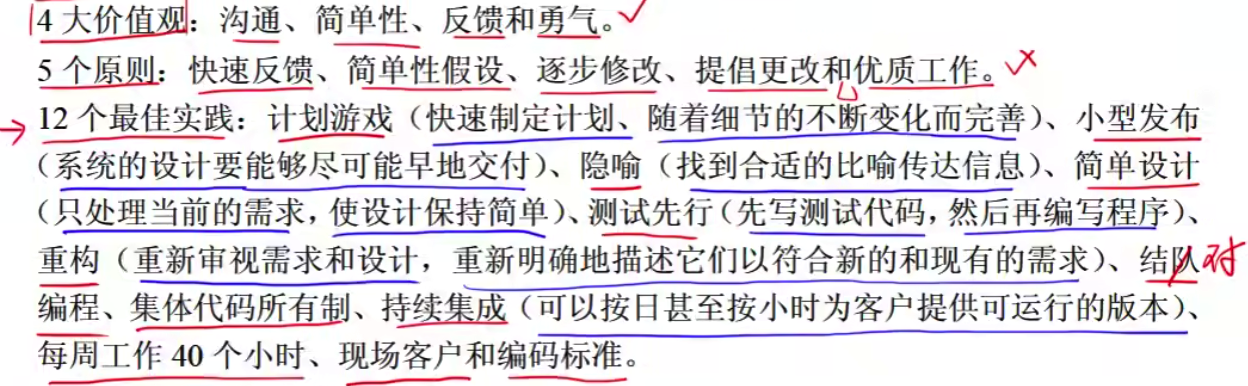 4 大价值观：沟通、简单性、反馈和勇气。
5 个原则：快速反馈、简单性假设、逐步修改、提倡更改和优质工作。
12 个最佳实践：计划游戏（快速制定计划、随着细节的不断变化而完善）、小型发布
（系统的设计要能够尽可能早地交付）、隐喻（找到合适的比喻传达信息）、简单设计
（只处理当前的需求，使设计保持简单）、测试先行（先写测试代码，然后再编写程序）、
重构（重新审视需求和设计，重新明确地描述它们以符合新的和现有的需求）、结队 对
编程、集体代码所有制、持续集成（可以按日甚至按小时为客户提供可运行的版本）、
每周工作 40 个小时、现场客户和编码标准。